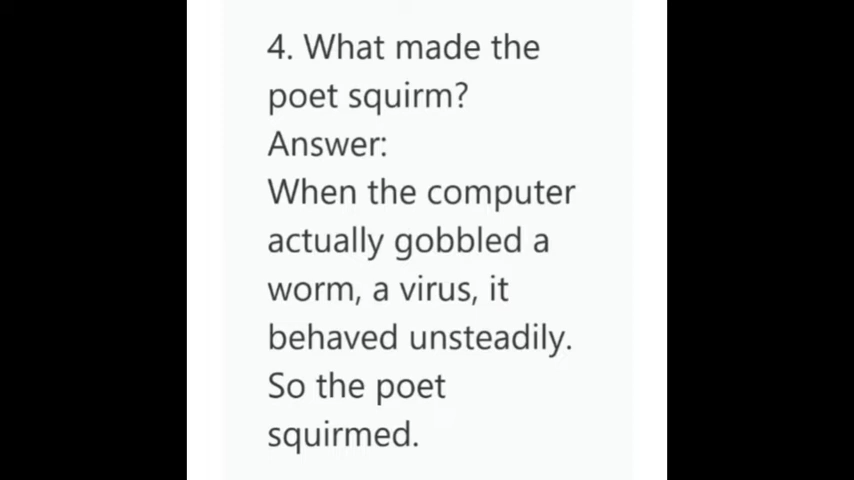 4. What made the
poet squirm?
Answer:
When the computer
actually gobbled a
worm, a virus, it
behaved unsteadily.
So the poet
squirmed.